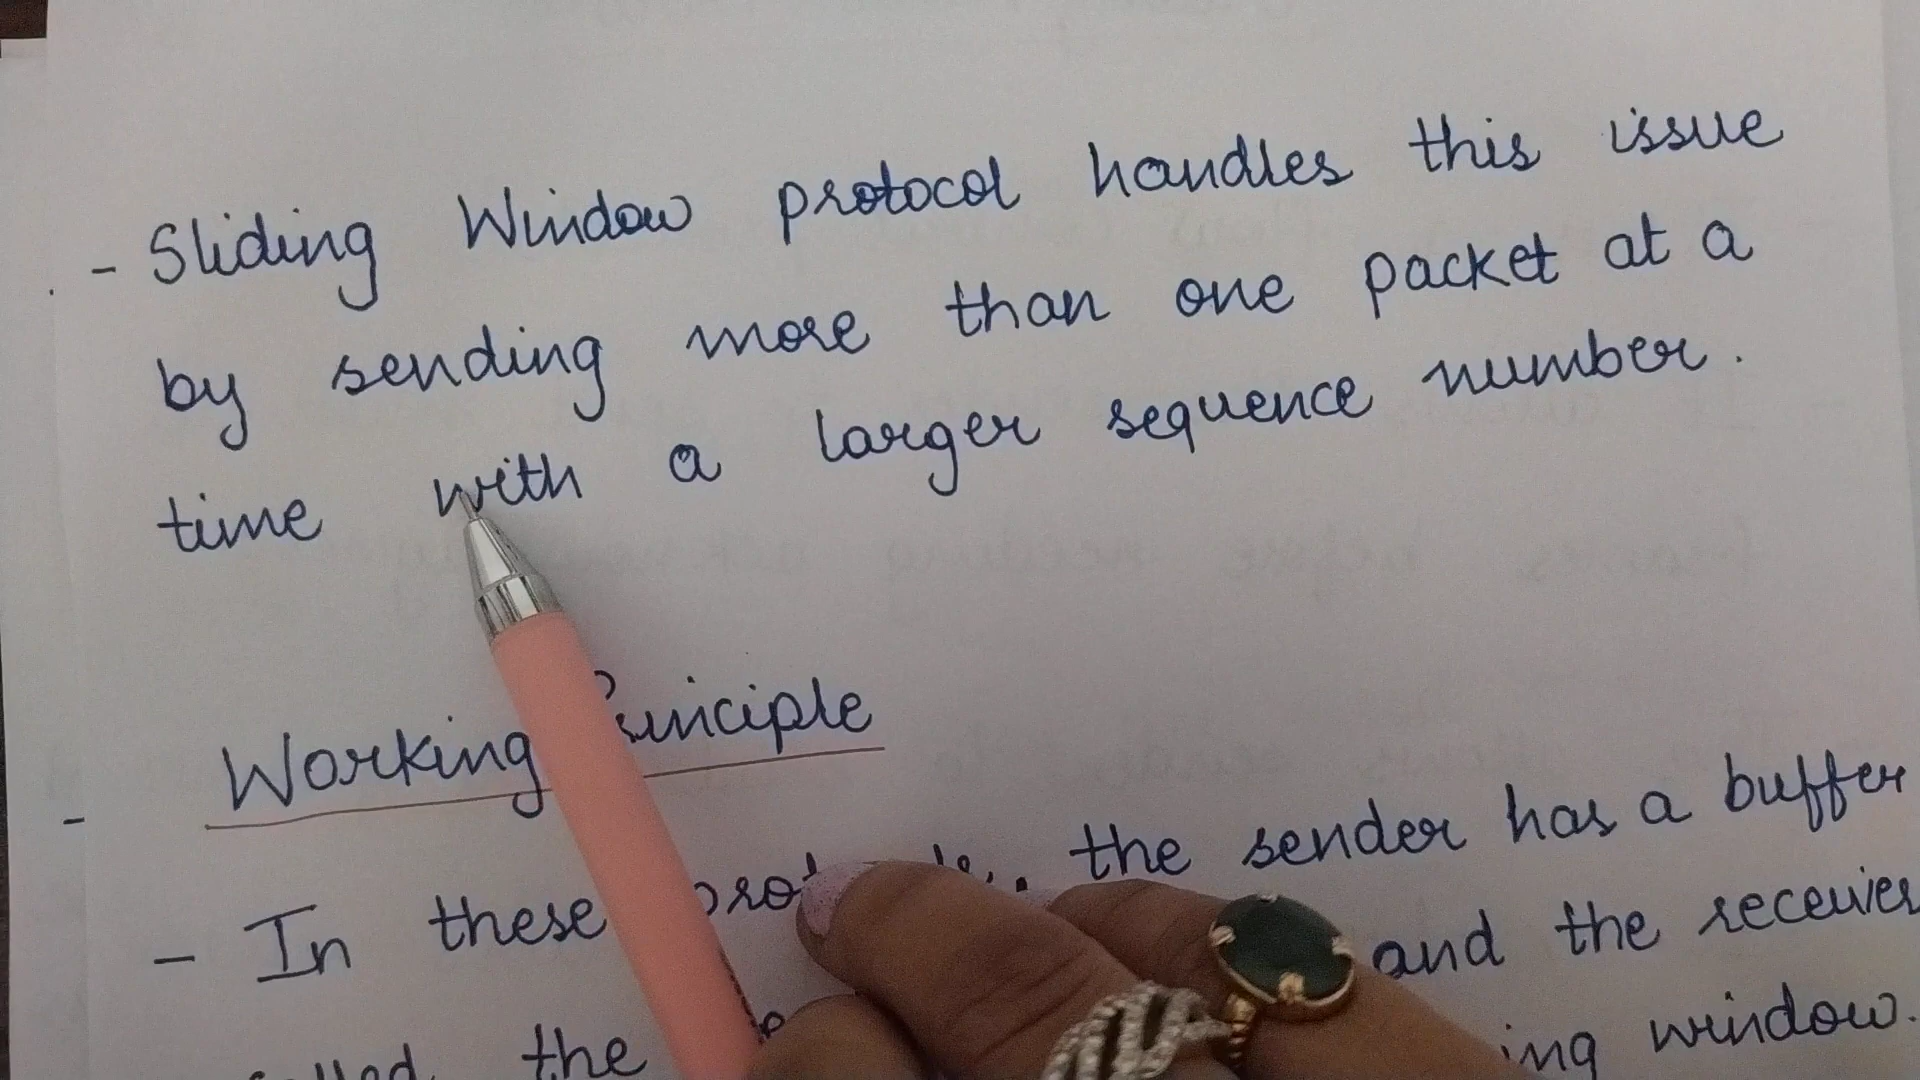 - Sliding Window protocol handles this issue
by sending more than one packet at a
time with a larger sequence number.
Working Principle
- In these the sender has a buffer
and the receiver
the window.